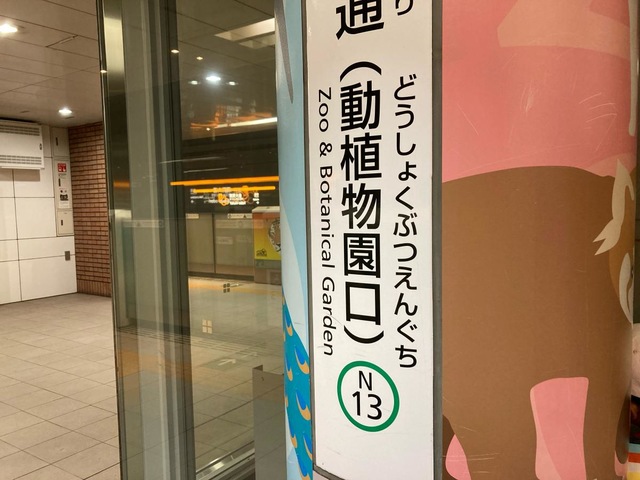 り
どうしょくぶつえんぐち
通（動植物園口）
Zoo & Botanical Garden
N
13